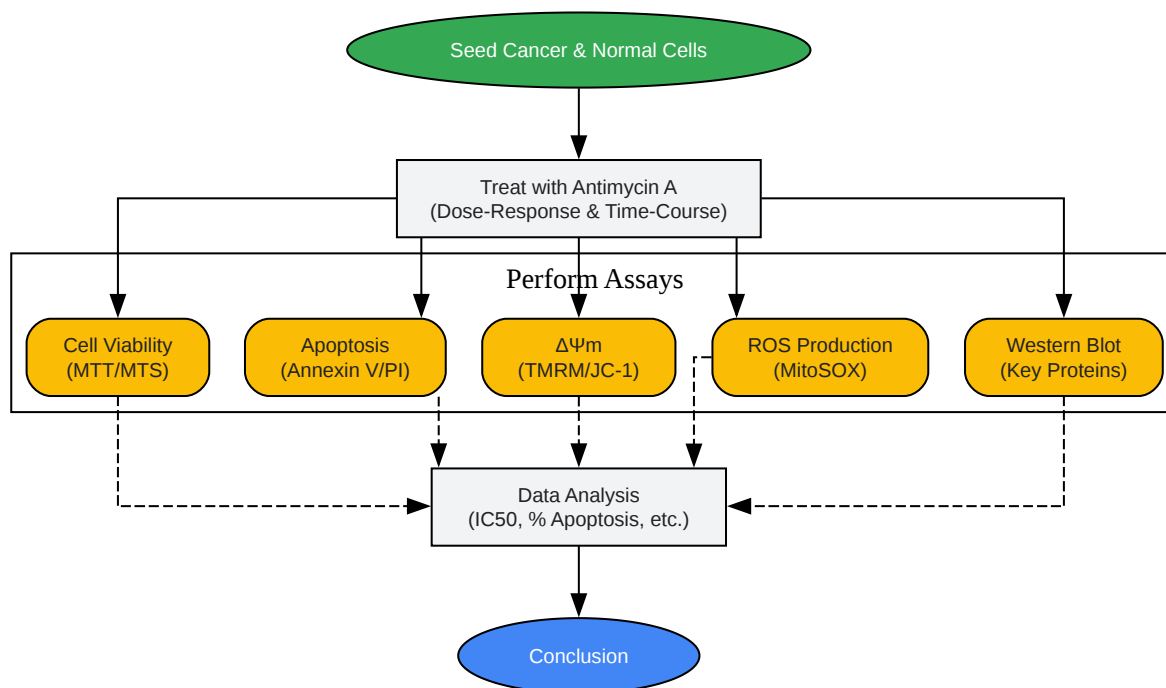 Seed Cancer & Normal Cells
Treat with Antimycin A
(Dose-Response & Time-Course)
Perform Assays
Cell Viability
(MTT/MTS)
Apoptosis
(Annexin V/PI)
ΔΨm
(TMRM/JC-1)
ROS Production
(MitoSOX)
Western Blot
(Key Proteins)
Data Analysis
(IC50, % Apoptosis, etc.)
Conclusion